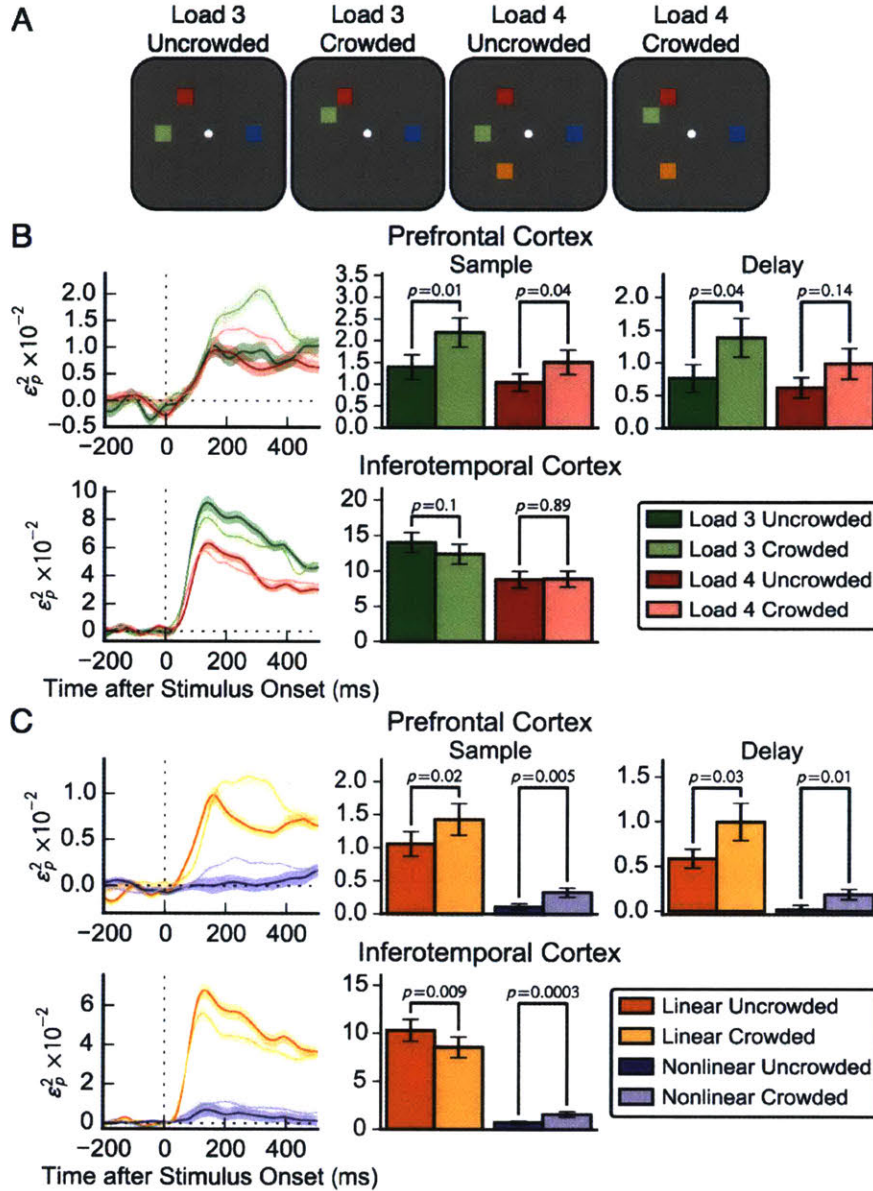 A
Load 3 Uncrowded
Load 3 Crowded
Load 4 Uncrowded
Load 4 Crowded
B
Prefrontal Cortex
Sample
Delay
ε²ₚ ×10⁻²
2.0
1.5
1.0
0.5
0.0
−0.5
−200 0 200 400
3.5
3.0
2.5
2.0
1.5
1.0
0.5
0.0
p=0.01
p=0.04
2.0
1.5
1.0
0.5
0.0
p=0.04
p=0.14
Inferotemporal Cortex
ε²ₚ ×10⁻²
10
8
6
4
2
0
−200 0 200 400
Time after Stimulus Onset (ms)
20
15
10
5
0
p=0.1
p=0.89
Load 3 Uncrowded
Load 3 Crowded
Load 4 Uncrowded
Load 4 Crowded
C
Prefrontal Cortex
Sample
Delay
ε²ₚ ×10⁻²
1.0
0.5
0.0
−200 0 200 400
2.0
1.5
1.0
0.5
0.0
p=0.02
p=0.005
1.5
1.0
0.5
0.0
p=0.03
p=0.01
Inferotemporal Cortex
ε²ₚ ×10⁻²
6
4
2
0
−200 0 200 400
Time after Stimulus Onset (ms)
15
10
5
0
p=0.009
p=0.0003
Linear Uncrowded
Linear Crowded
Nonlinear Uncrowded
Nonlinear Crowded